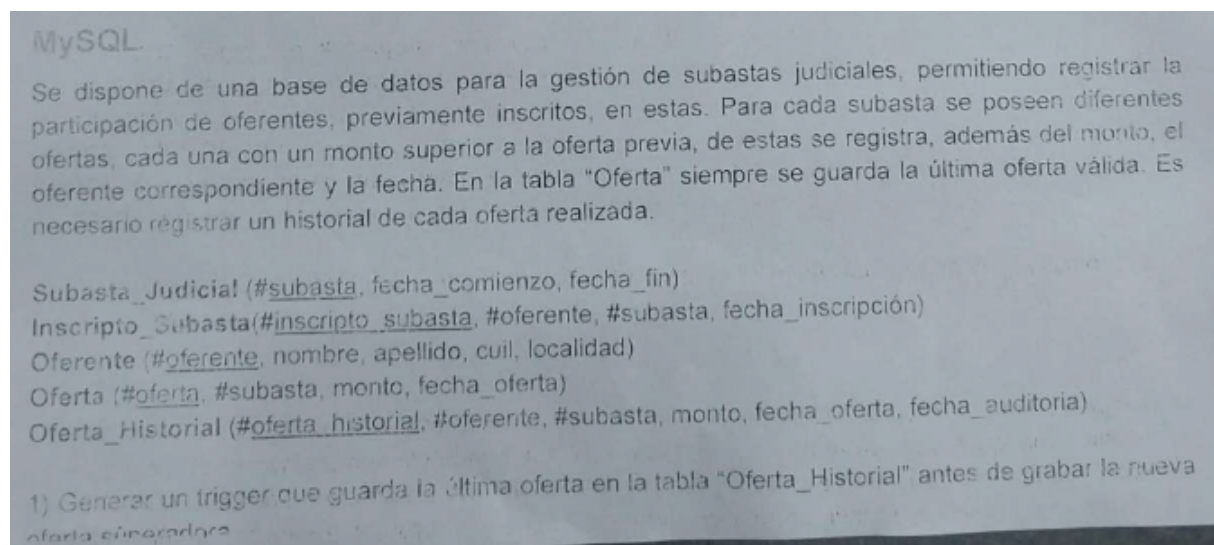 MySQL.
Se dispone de una base de datos para la gestión de subastas judiciales, permitiendo registrar la
participación de oferentes, previamente inscritos, en estas. Para cada subasta se poseen diferentes
ofertas, cada una con un monto superior a la oferta previa, de estas se registra, además del monto, el
oferente correspondiente y la fecha. En la tabla “Oferta” siempre se guarda la última oferta válida. Es
necesario registrar un historial de cada oferta realizada.
Subasta_Judicial (#subasta, fecha_comienzo, fecha_fin)
Inscripto_Subasta(#inscripto_subasta, #oferente, #subasta, fecha_inscripción)
Oferente (#oferente, nombre, apellido, cuil, localidad)
Oferta (#oferta, #subasta, monto, fecha_oferta)
Oferta_Historial (#oferta_historial, #oferente, #subasta, monto, fecha_oferta, fecha_auditoria)
1) Generar un trigger que guarda la última oferta en la tabla “Oferta_Historial” antes de grabar la nueva
oferta superadora